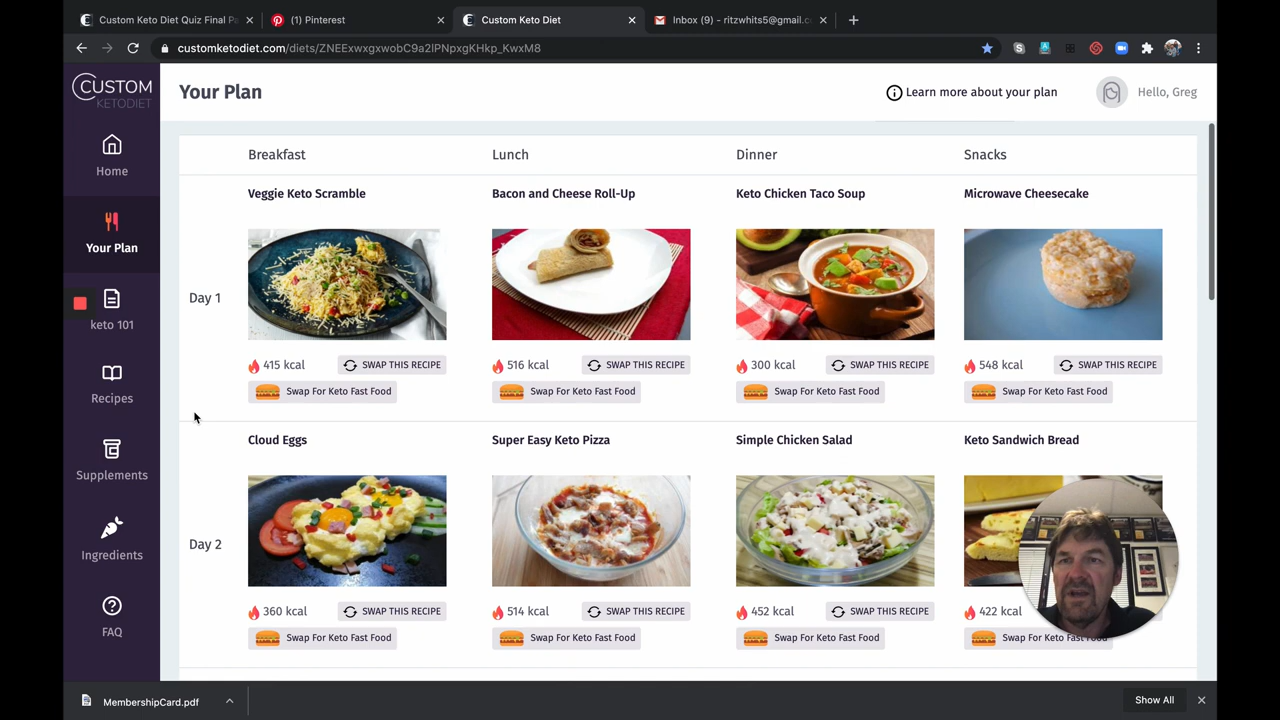 Custom Keto Diet Quiz Final Pa
(1) Pinterest
Custom Keto Diet
Inbox (9) - ritzwhits5@gmail.c
customketodiet.com/diets/ZNEExwxgxwobC9a2lPNpxgKHkp_KwxM8
CUSTOM
KETODIET
Your Plan
Learn more about your plan
Hello, Greg
Home
Your Plan
keto 101
Recipes
Supplements
Ingredients
FAQ
Breakfast Lunch Dinner Snacks
Veggie Keto Scramble Bacon and Cheese Roll-Up Keto Chicken Taco Soup Microwave Cheesecake
Day 1
415 kcal SWAP THIS RECIPE 516 kcal SWAP THIS RECIPE 300 kcal SWAP THIS RECIPE 548 kcal SWAP THIS RECIPE
Swap For Keto Fast Food Swap For Keto Fast Food Swap For Keto Fast Food Swap For Keto Fast Food
Cloud Eggs Super Easy Keto Pizza Simple Chicken Salad Keto Sandwich Bread
Day 2
360 kcal SWAP THIS RECIPE 514 kcal SWAP THIS RECIPE 452 kcal SWAP THIS RECIPE 422 kcal
Swap For Keto Fast Food Swap For Keto Fast Food Swap For Keto Fast Food Swap For Keto Fast Food
MembershipCard.pdf
Show All